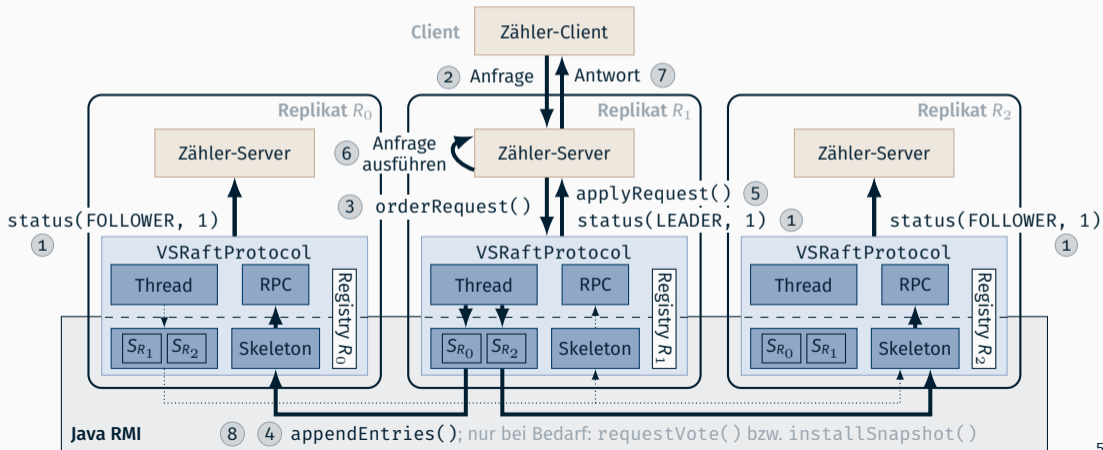 Client
Zähler-Client
2 Anfrage
Antwort 7
Replikat R0
Replikat R1
Replikat R2
Zähler-Server
6 Anfrage
ausführen
Zähler-Server
Zähler-Server
3 orderRequest()
applyRequest() 5
status(FOLLOWER, 1)
1
status(LEADER, 1) 1
status(FOLLOWER, 1)
1
VSRaftProtocol
Thread
RPC
SR1 SR2
Skeleton
Registry R0
VSRaftProtocol
Thread
RPC
SR0 SR2
Skeleton
Registry R1
VSRaftProtocol
Thread
RPC
SR0 SR1
Skeleton
Registry R2
Java RMI
8 4 appendEntries(); nur bei Bedarf: requestVote() bzw. installSnapshot()
5